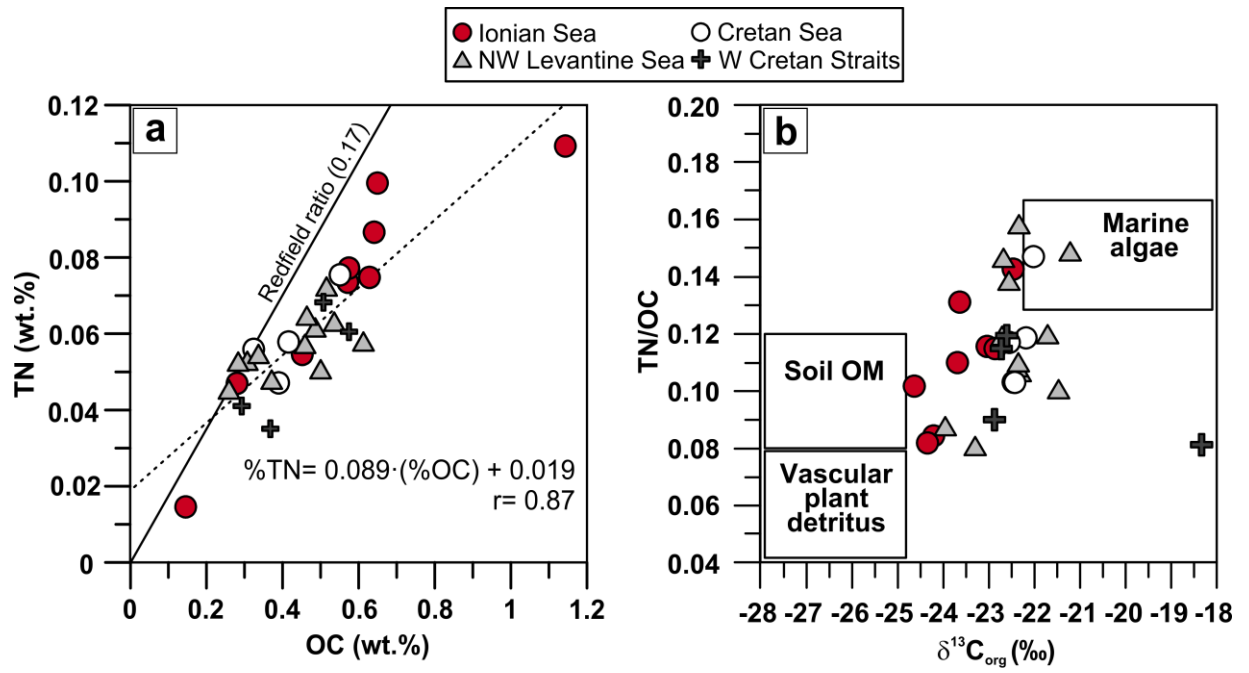 Ionian Sea
Cretan Sea
NW Levantine Sea
W Cretan Straits
a
0.12
0.10
0.08
0.06
0.04
0.02
0
TN (wt.%)
Redfield ratio (0.17)
%TN= 0.089·(%OC) + 0.019
r= 0.87
0 0.2 0.4 0.6 0.8 1 1.2
OC (wt.%)
b
0.20
0.18
0.16
0.14
0.12
0.10
0.08
0.06
0.04
TN/OC
Marine
algae
Soil OM
Vascular
plant
detritus
-28 -27 -26 -25 -24 -23 -22 -21 -20 -19 -18
δ¹³Corg (‰)